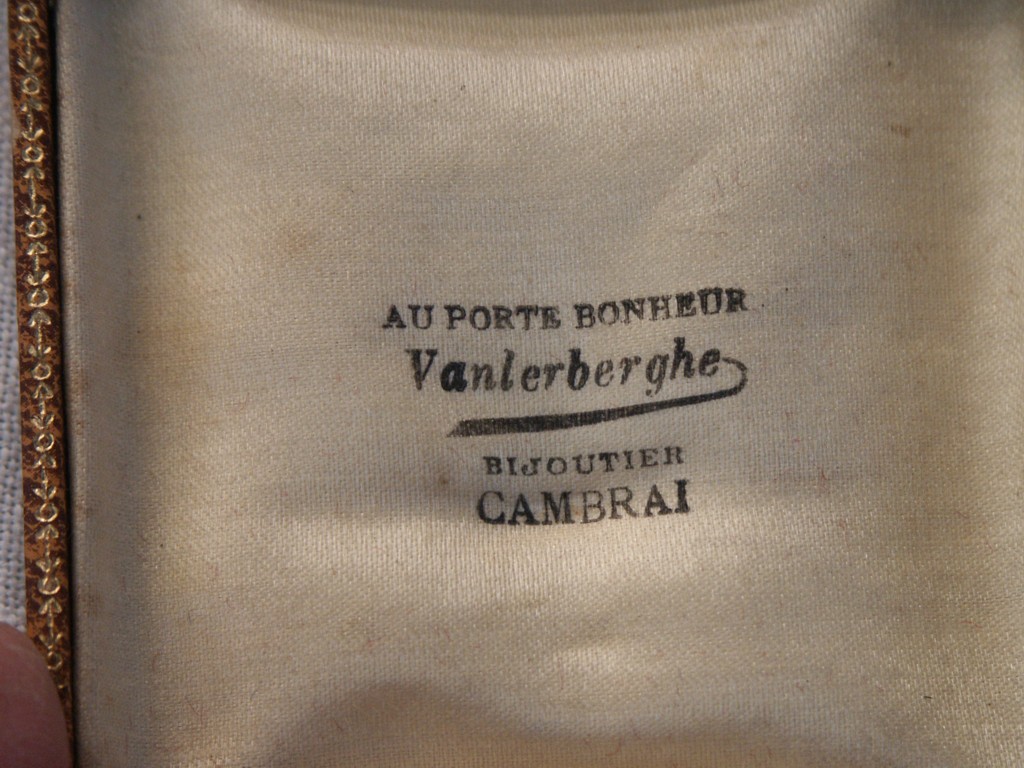 AU PORTE BONHEUR
Vanlerberghe
BIJOUTIER
CAMBRAI